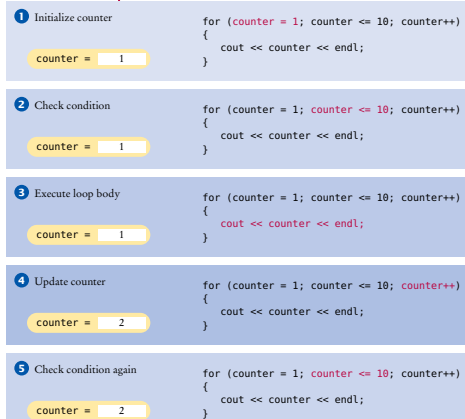 1 Initialize counter
for (counter = 1; counter <= 10; counter++)
{
cout << counter << endl;
}
counter = 1
2 Check condition
for (counter = 1; counter <= 10; counter++)
{
cout << counter << endl;
}
counter = 1
3 Execute loop body
for (counter = 1; counter <= 10; counter++)
{
cout << counter << endl;
}
counter = 1
4 Update counter
for (counter = 1; counter <= 10; counter++)
{
cout << counter << endl;
}
counter = 2
5 Check condition again
for (counter = 1; counter <= 10; counter++)
{
cout << counter << endl;
}
counter = 2